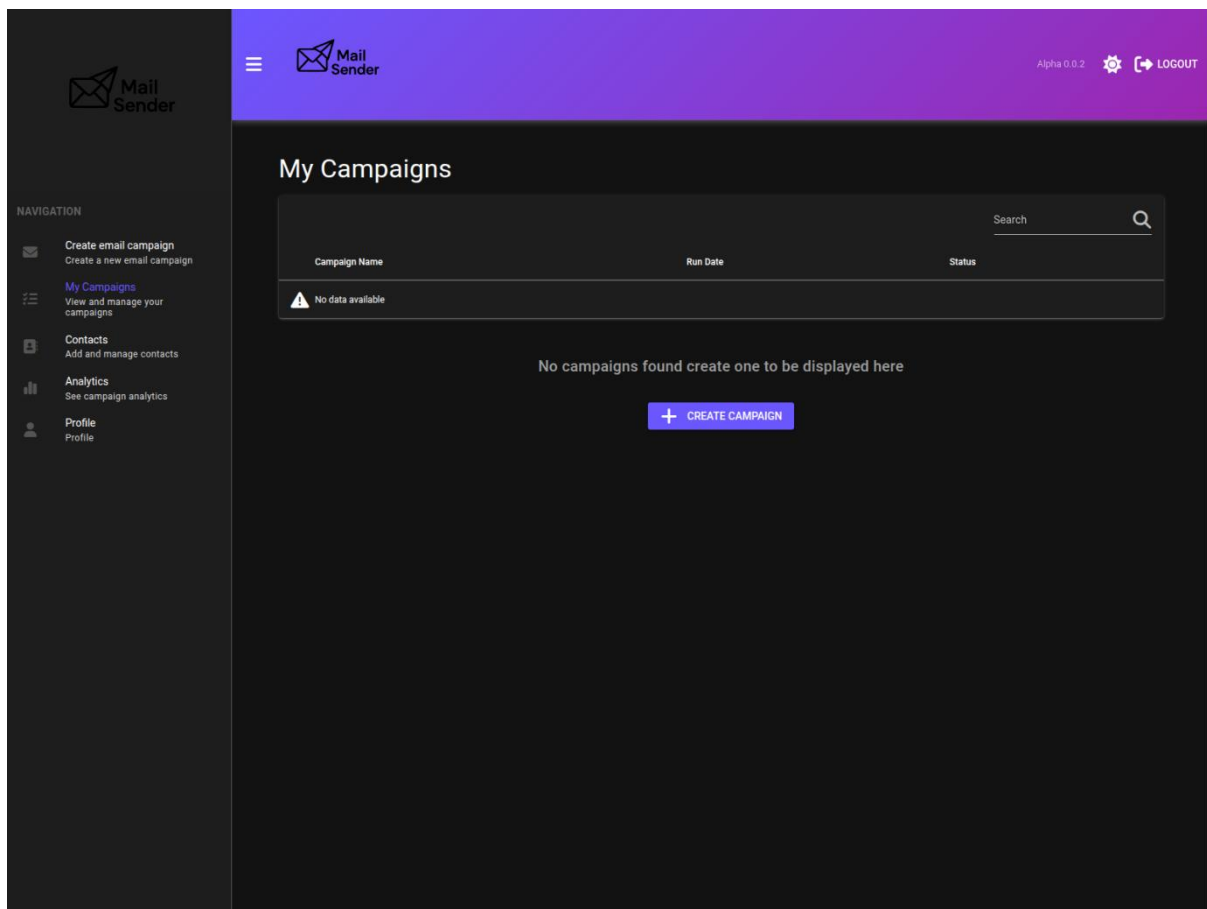 Mail
Sender
NAVIGATION
Create email campaign
Create a new email campaign
My Campaigns
View and manage your
campaigns
Contacts
Add and manage contacts
Analytics
See campaign analytics
Profile
Profile
Mail
Sender
Alpha 0.0.2
LOGOUT
My Campaigns
Search
Campaign Name Run Date Status
No data available
No campaigns found create one to be displayed here
CREATE CAMPAIGN